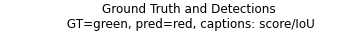 Ground Truth and Detections
GT=green, pred=red, captions: score/IoU